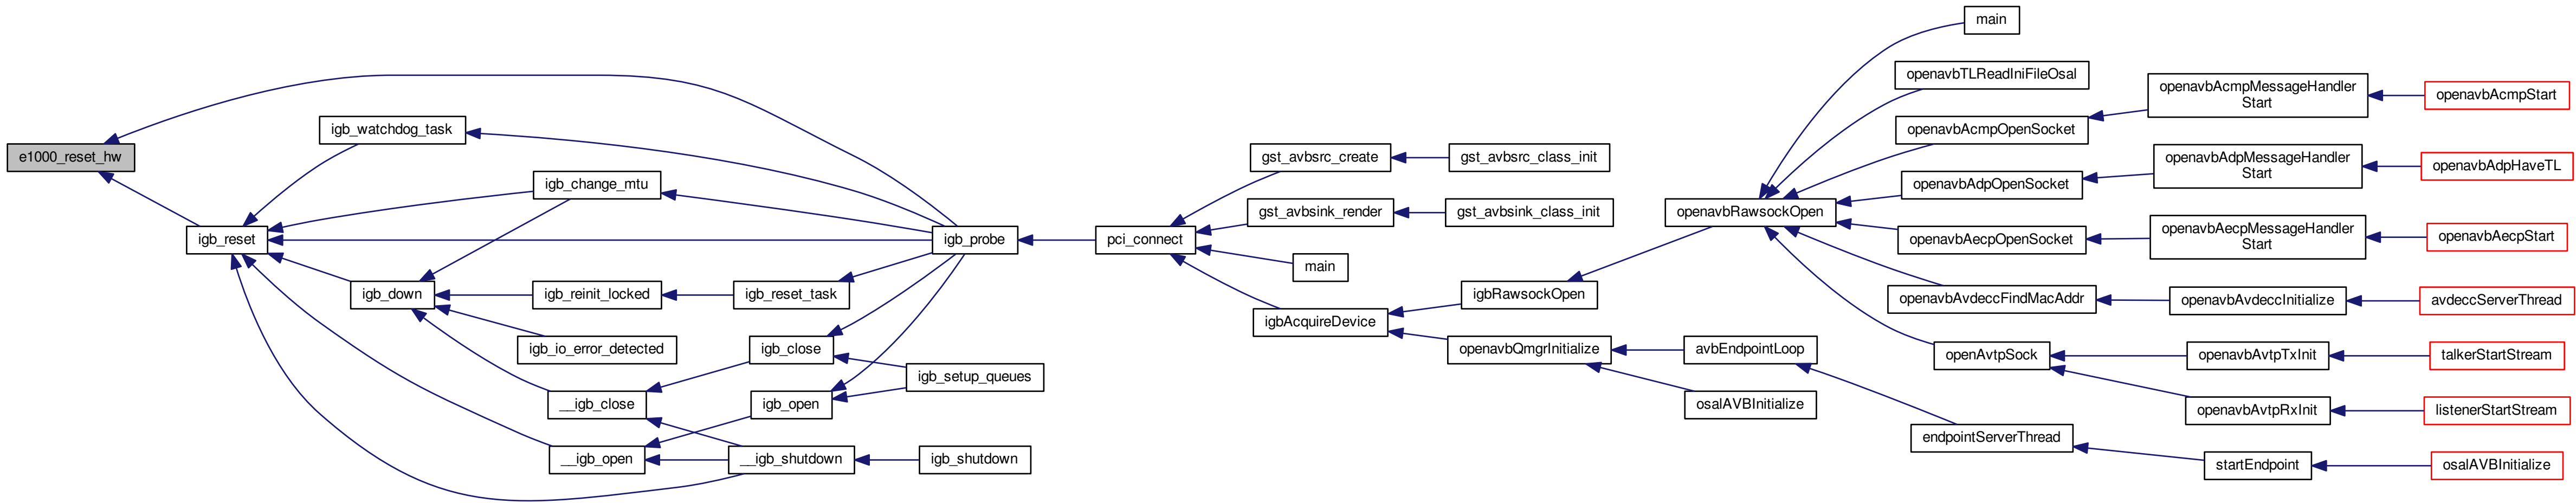 main
openavbTLReadIniFileOsal
openavbAcmpMessageHandler
Start
openavbAcmpStart
igb_watchdog_task
openavbAcmpOpenSocket
e1000_reset_hw
gst_avbsrc_create
gst_avbsrc_class_init
openavbAdpMessageHandler
Start
openavbAdpHaveTL
igb_change_mtu
openavbAdpOpenSocket
gst_avbsink_render
gst_avbsink_class_init
openavbRawsockOpen
igb_reset
igb_probe
pci_connect
openavbAecpOpenSocket
openavbAecpMessageHandler
Start
openavbAecpStart
main
igb_down
igb_reinit_locked
igb_reset_task
igbRawsockOpen
openavbAvdeccFindMacAddr
openavbAvdeccInitialize
avdeccServerThread
igbAcquireDevice
igb_io_error_detected
igb_close
openavbQmgrInitialize
avbEndpointLoop
openAvtpSock
openavbAvtpTxInit
talkerStartStream
igb_setup_queues
__igb_close
igb_open
osalAVBInitialize
openavbAvtpRxInit
listenerStartStream
endpointServerThread
__igb_open
__igb_shutdown
igb_shutdown
startEndpoint
osalAVBInitialize